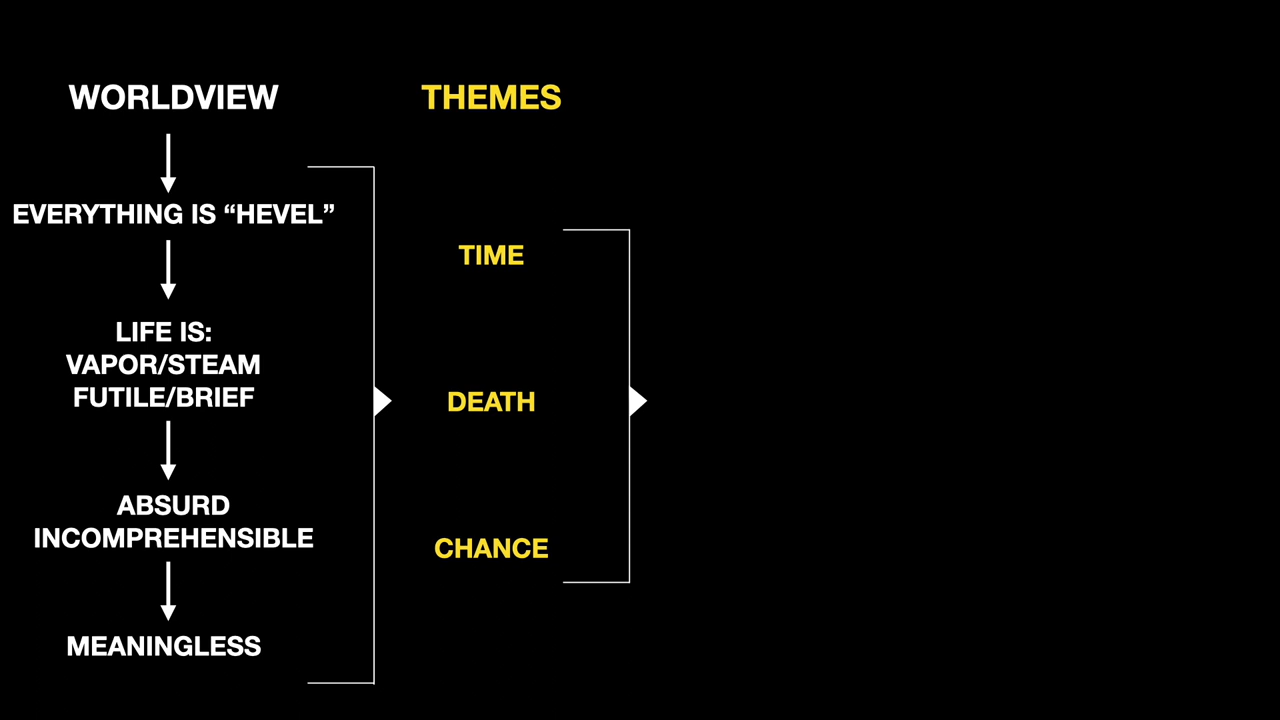 WORLDVIEW
EVERYTHING IS “HEVEL”
LIFE IS:
VAPOR/STEAM
FUTILE/BRIEF
ABSURD
INCOMPREHENSIBLE
MEANINGLESS
THEMES
TIME
DEATH
CHANCE